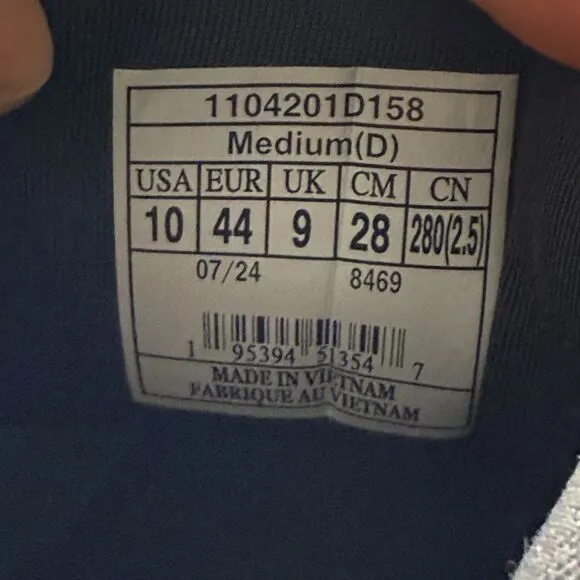 1104201D158
Medium(D)
USA EUR UK CM CN
10 44 9 28 280(2.5)
07/24 8469
1 95394 51354 7
MADE IN VIETNAM
FABRIQUE AU VIETNAM